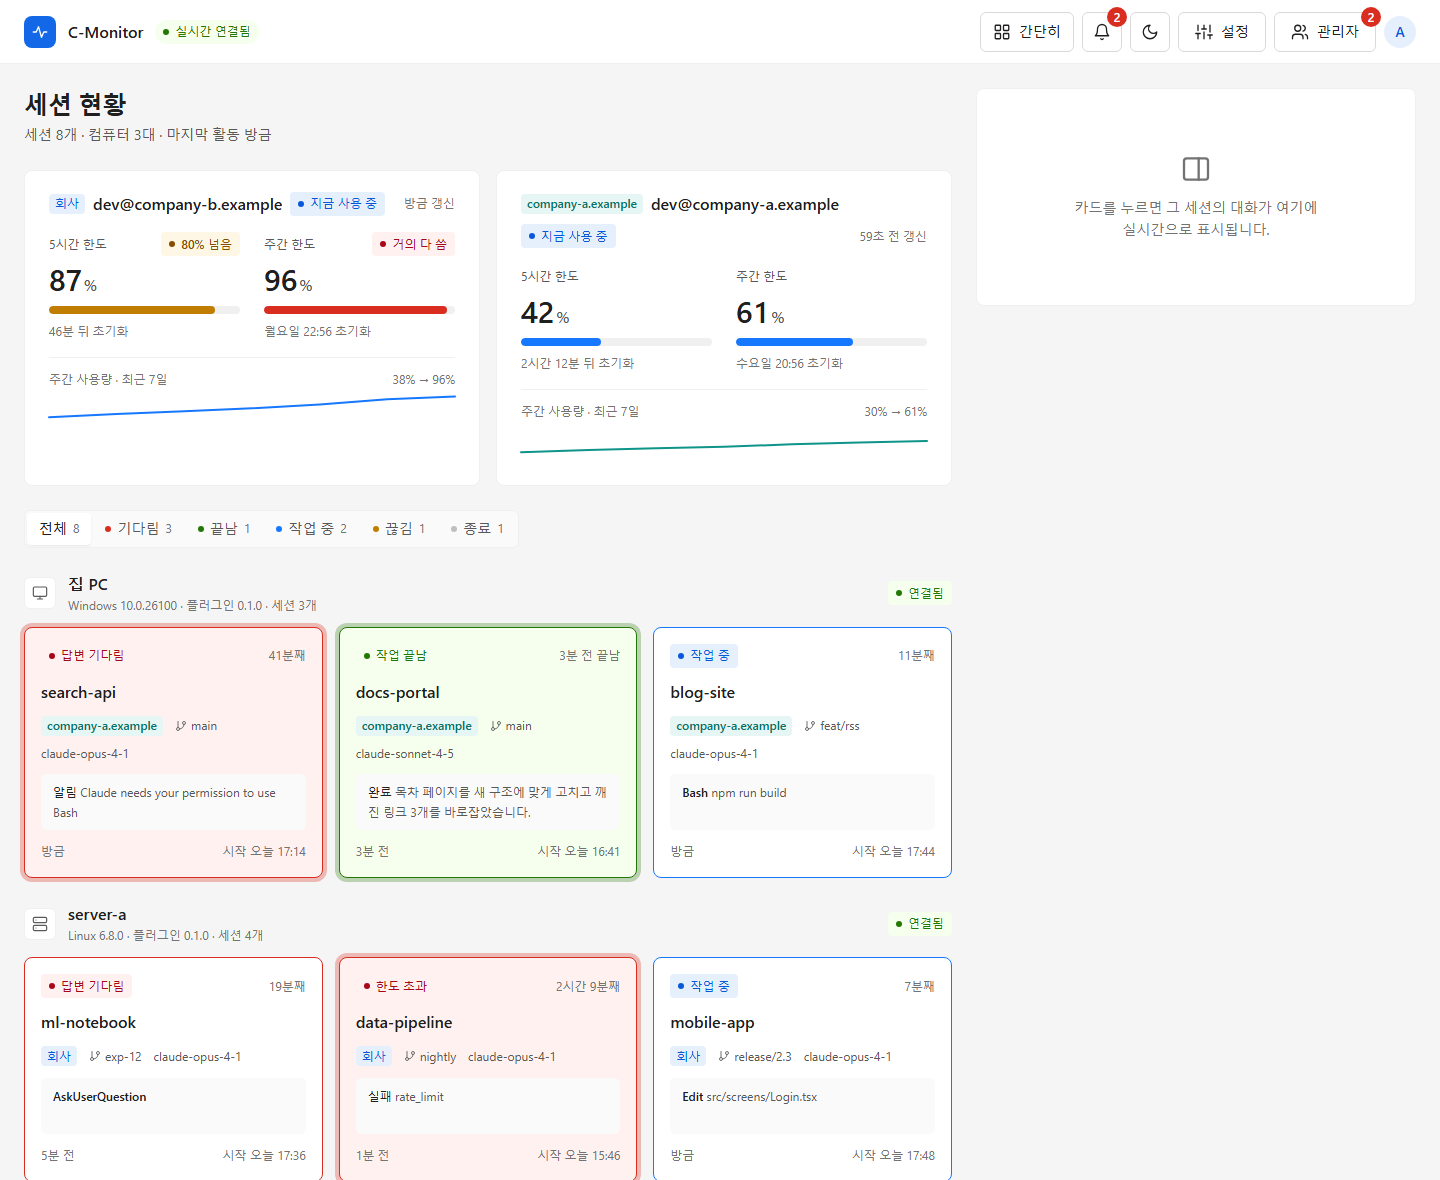 C-Monitor
실시간 연결됨
간단히
2
설정
관리자
2
A
세션 현황
세션 8개 · 컴퓨터 3대 · 마지막 활동 방금
회사 dev@company-b.example 지금 사용 중 방금 갱신
5시간 한도 80% 넘음
87%
46분 뒤 초기화
주간 한도 거의 다 씀
96%
월요일 22:56 초기화
주간 사용량 · 최근 7일 38% → 96%
company-a.example dev@company-a.example
지금 사용 중 59초 전 갱신
5시간 한도
42%
2시간 12분 뒤 초기화
주간 한도
61%
수요일 20:56 초기화
주간 사용량 · 최근 7일 30% → 61%
카드를 누르면 그 세션의 대화가 여기에
실시간으로 표시됩니다.
전체 8 기다림 3 끝남 1 작업 중 2 끊김 1 종료 1
집 PC
Windows 10.0.26100 · 플러그인 0.1.0 · 세션 3개
연결됨
답변 기다림 41분째
search-api
company-a.example main
claude-opus-4-1
알림 Claude needs your permission to use
Bash
방금 시작 오늘 17:14
작업 끝남 3분 전 끝남
docs-portal
company-a.example main
claude-sonnet-4-5
완료 목차 페이지를 새 구조에 맞게 고치고 깨
진 링크 3개를 바로잡았습니다.
3분 전 시작 오늘 16:41
작업 중 11분째
blog-site
company-a.example feat/rss
claude-opus-4-1
Bash npm run build
방금 시작 오늘 17:44
server-a
Linux 6.8.0 · 플러그인 0.1.0 · 세션 4개
연결됨
답변 기다림 19분째
ml-notebook
회사 exp-12 claude-opus-4-1
AskUserQuestion
5분 전 시작 오늘 17:36
한도 초과 2시간 9분째
data-pipeline
회사 nightly claude-opus-4-1
실패 rate_limit
1분 전 시작 오늘 15:46
작업 중 7분째
mobile-app
회사 release/2.3 claude-opus-4-1
Edit src/screens/Login.tsx
방금 시작 오늘 17:48